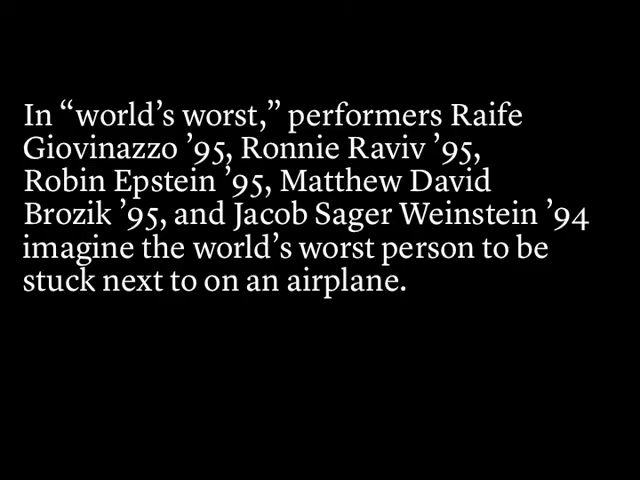 In “world’s worst,” performers Raife
Giovinazzo ’95, Ronnie Raviv ’95,
Robin Epstein ’95, Matthew David
Brozik ’95, and Jacob Sager Weinstein ’94
imagine the world’s worst person to be
stuck next to on an airplane.